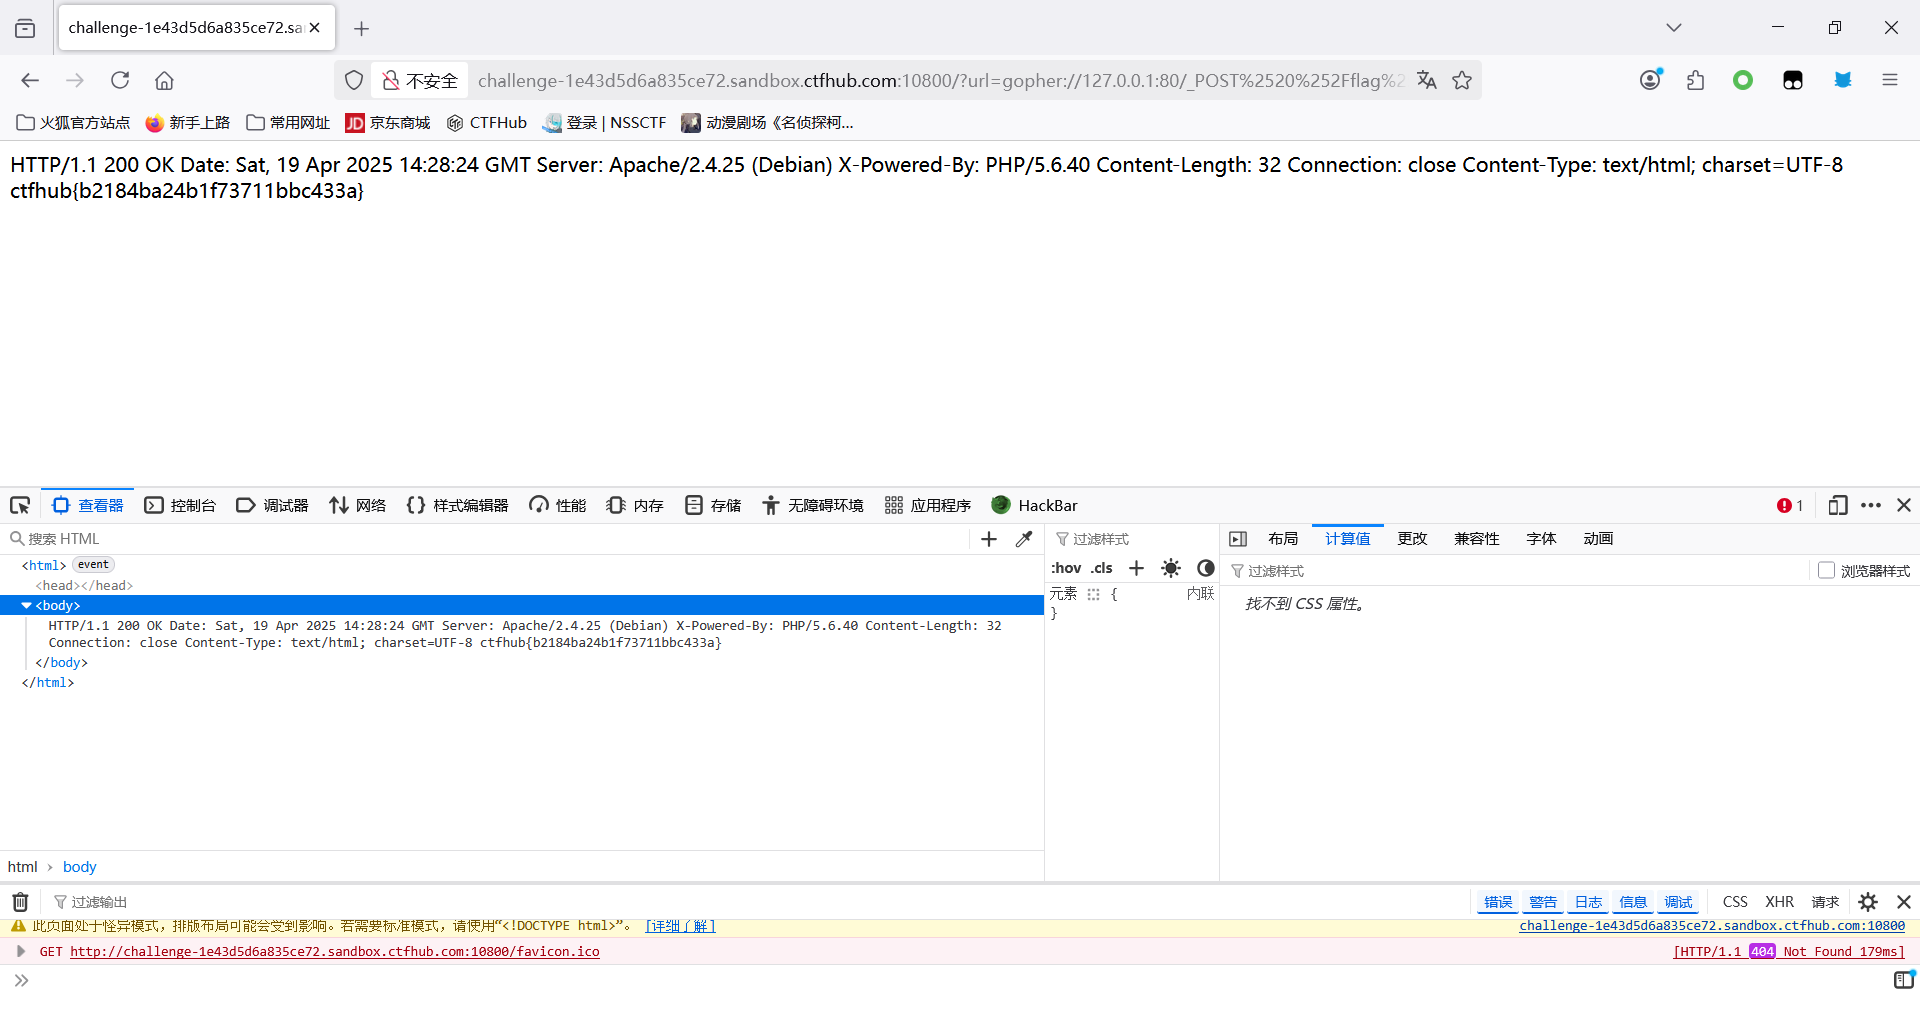 challenge-1e43d5d6a835ce72.sa
不安全 challenge-1e43d5d6a835ce72.sandbox.ctfhub.com:10800/?url=gopher://127.0.0.1:80/_POST%2520%252Fflag%2
火狐官方站点 新手上路 常用网址 JD 京东商城 CTFHub 登录 | NSSCTF 动漫剧场《名侦探柯...
HTTP/1.1 200 OK Date: Sat, 19 Apr 2025 14:28:24 GMT Server: Apache/2.4.25 (Debian) X-Powered-By: PHP/5.6.40 Content-Length: 32 Connection: close Content-Type: text/html; charset=UTF-8
ctfhub{b2184ba24b1f73711bbc433a}
查看器 控制台 调试器 网络 样式编辑器 性能 内存 存储 无障碍环境 应用程序 HackBar 1
搜索 HTML
<html> event
<head></head>
<body>
HTTP/1.1 200 OK Date: Sat, 19 Apr 2025 14:28:24 GMT Server: Apache/2.4.25 (Debian) X-Powered-By: PHP/5.6.40 Content-Length: 32
Connection: close Content-Type: text/html; charset=UTF-8 ctfhub{b2184ba24b1f73711bbc433a}
</body>
</html>
html › body
过滤样式
:hov .cls
元素 { 内联
}
布局 计算值 更改 兼容性 字体 动画
过滤样式 浏览器样式
找不到 CSS 属性。
过滤输出 错误 警告 日志 信息 调试 CSS XHR 请求
此页面处于怪异模式，排版布局可能会受到影响。若需要标准模式，请使用“<!DOCTYPE html>”。 [详细了解] challenge-1e43d5d6a835ce72.sandbox.ctfhub.com:10800
GET http://challenge-1e43d5d6a835ce72.sandbox.ctfhub.com:10800/favicon.ico [HTTP/1.1 404 Not Found 179ms]